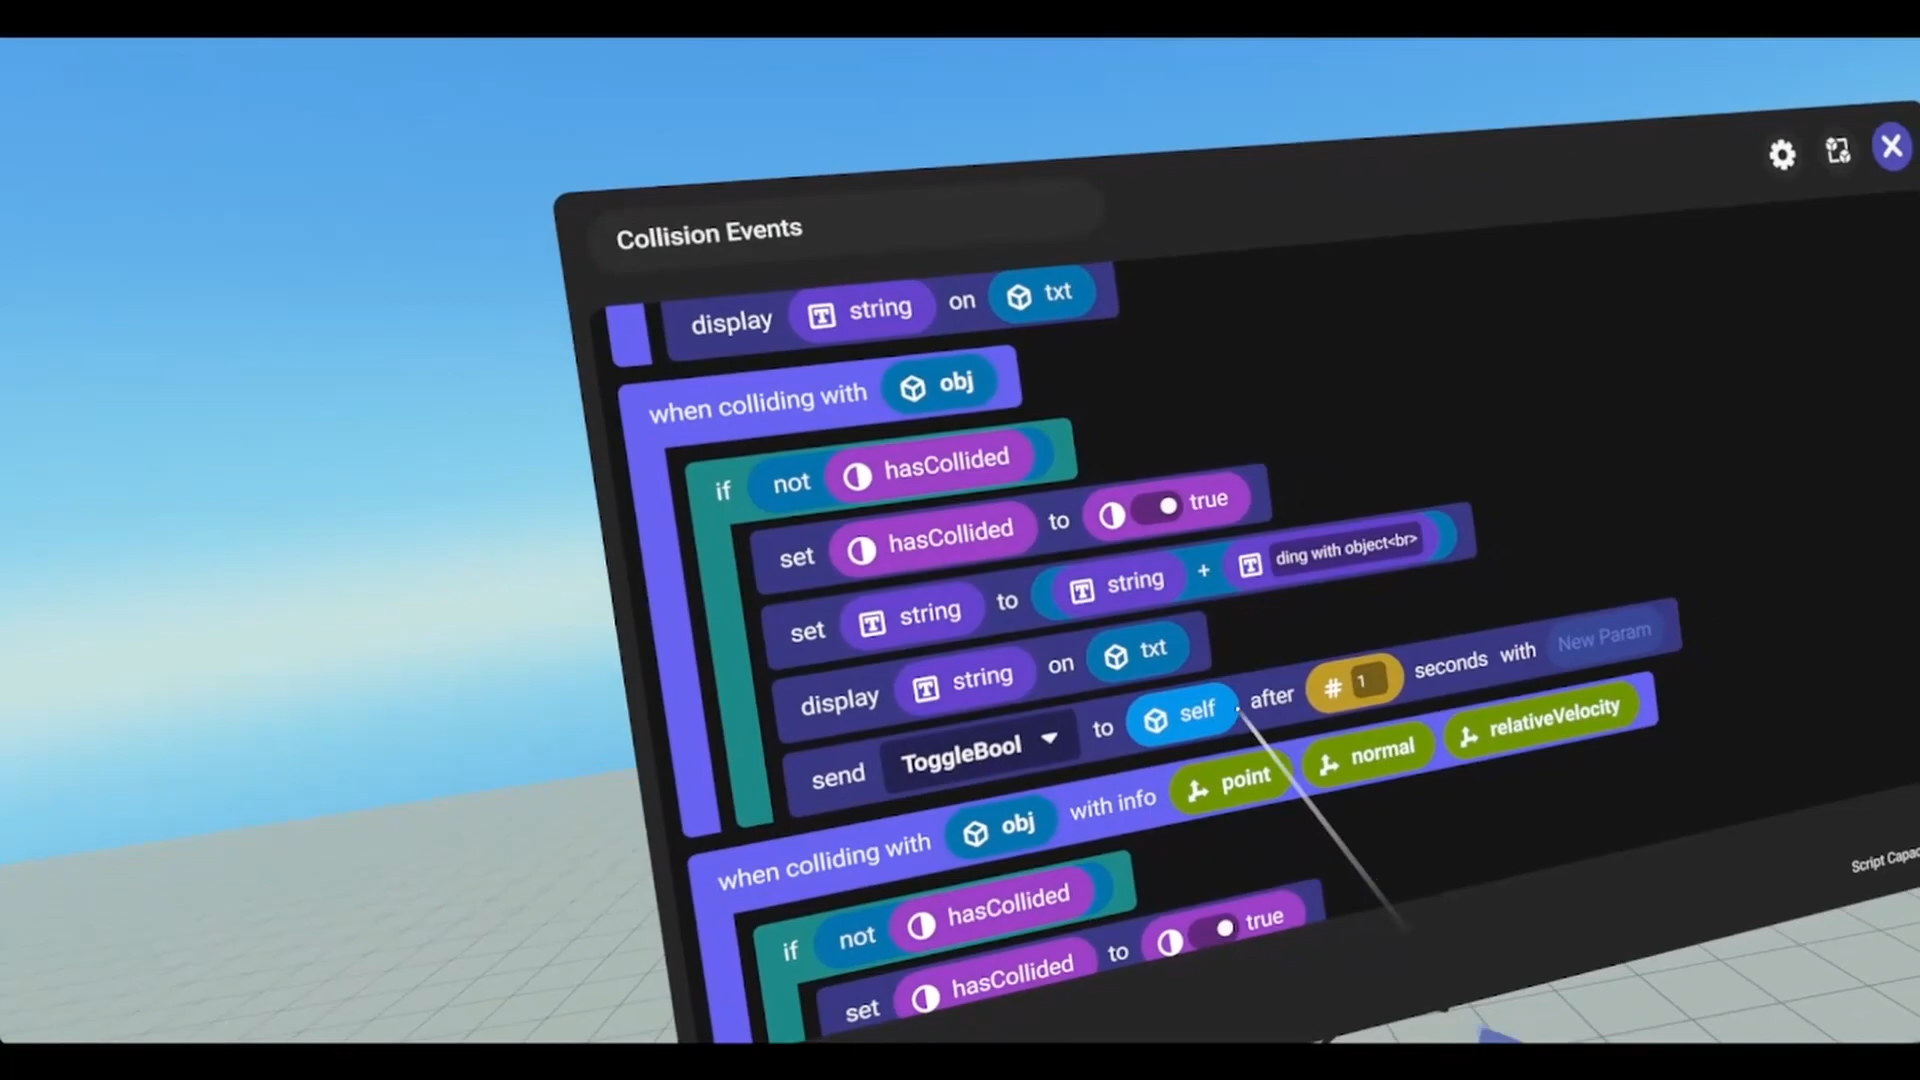 Collision Events
display string on txt
when colliding with obj
if not hasCollided
set hasCollided to true
set string to string + ding with object<br>
display string on txt
send ToggleBool to self after # 1 seconds with New Param
when colliding with obj with info point normal relativeVelocity
if not hasCollided
set hasCollided to true
Script Capac